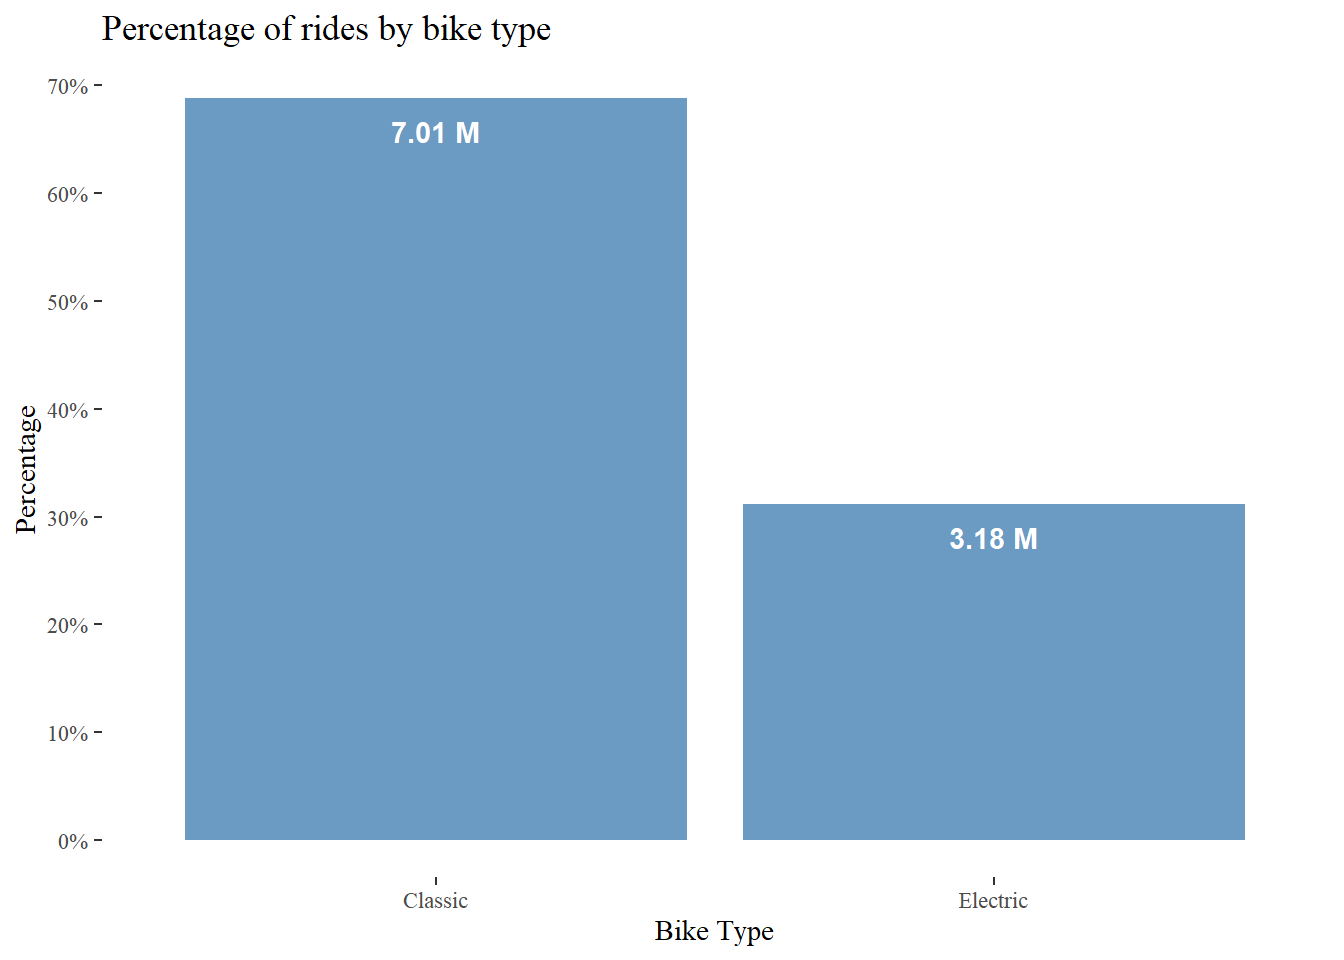 Percentage of rides by bike type
70%
60%
50%
40%
30%
20%
10%
0%
Percentage
7.01 M
3.18 M
Classic
Electric
Bike Type